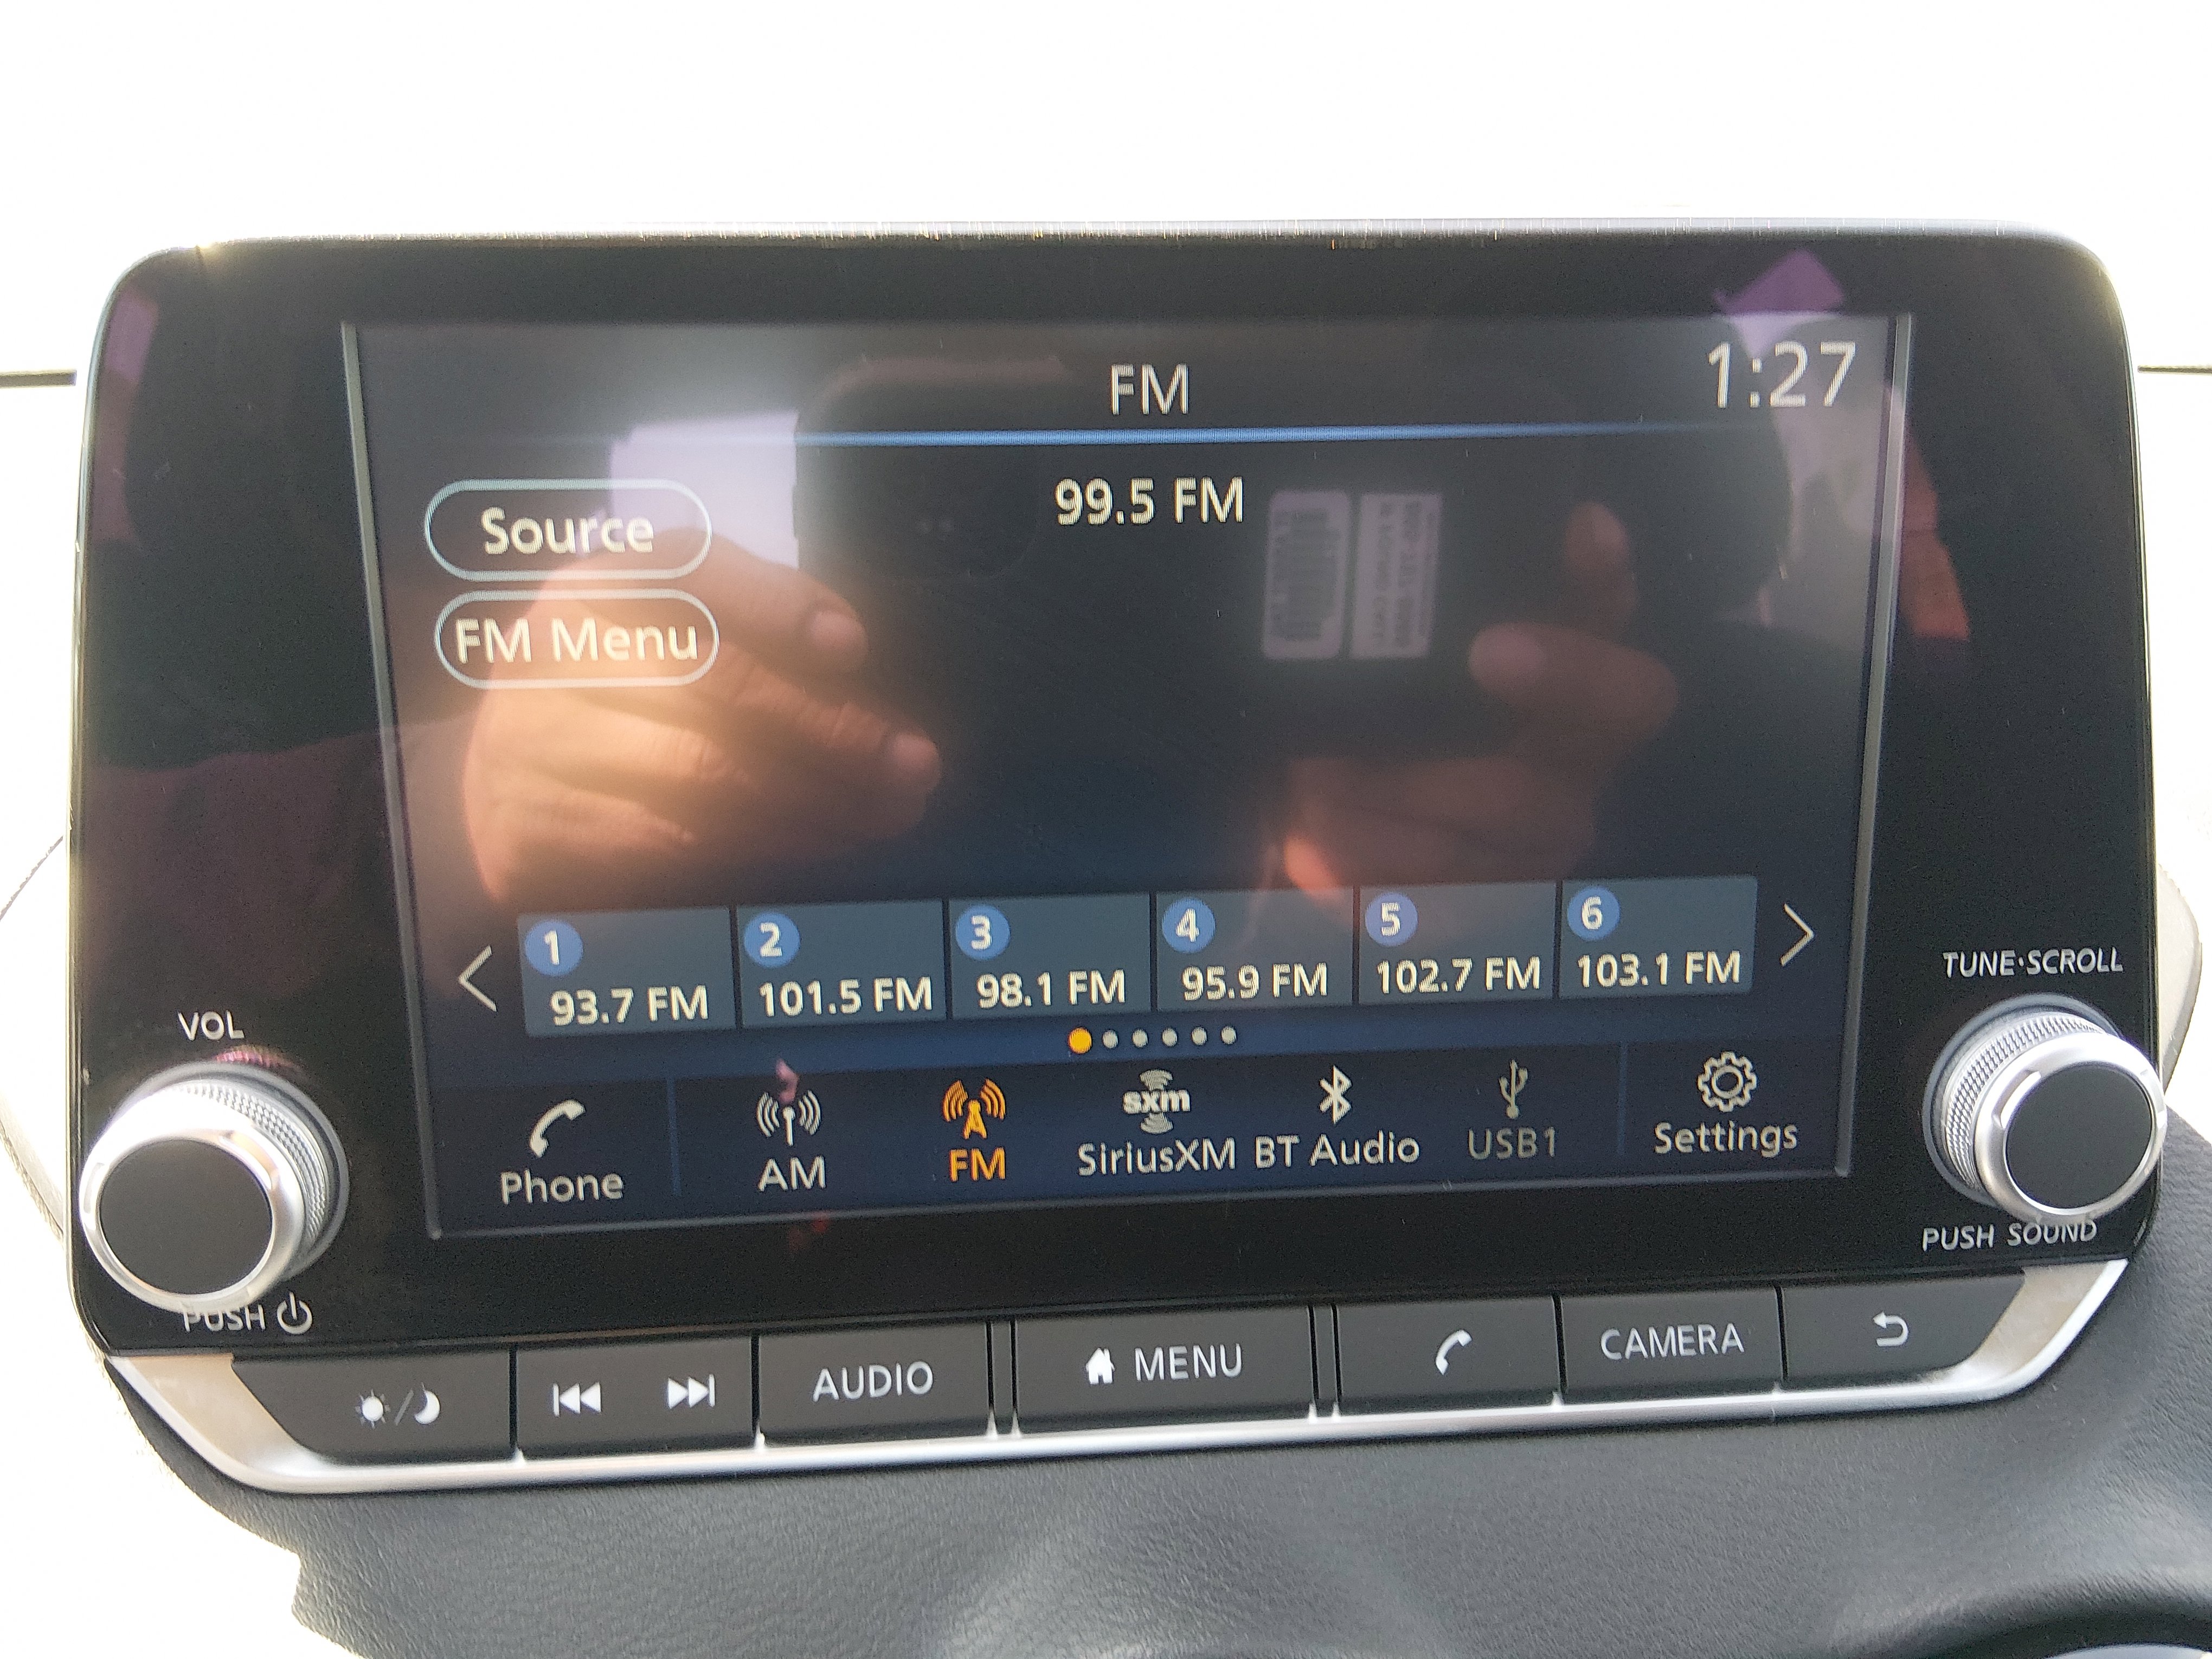 FM
1:27
99.5 FM
Source
FM Menu
1 2 3 4 5 6
93.7 FM 101.5 FM 98.1 FM 95.9 FM 102.7 FM 103.1 FM
sxm
Phone AM FM SiriusXM BT Audio USB1 Settings
VOL
PUSH
TUNE·SCROLL
PUSH SOUND
AUDIO MENU CAMERA